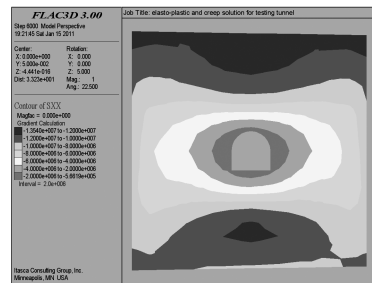 FLAC3D 3.00
Step 6000 Model Perspective
19:21:45 Sat Jan 15 2011
Center:
X: 0.000e+000
Y: 5.000e-002
Z: -4.441e-016
Dist: 3.323e+001
Rotation:
X: 0.000
Y: 0.000
Z: 5.000
Mag.: 1
Ang.: 22.500
Contour of SXX
Magfac = 0.000e+000
Gradient Calculation
-1.3540e+007 to -1.2000e+007
-1.2000e+007 to -1.0000e+007
-1.0000e+007 to -8.0000e+006
-8.0000e+006 to -6.0000e+006
-6.0000e+006 to -4.0000e+006
-4.0000e+006 to -2.0000e+006
-2.0000e+006 to -5.6619e+005
Interval = 2.0e+006
Itasca Consulting Group, Inc.
Minneapolis, MN USA
Job Title: elasto-plastic and creep solution for testing tunnel